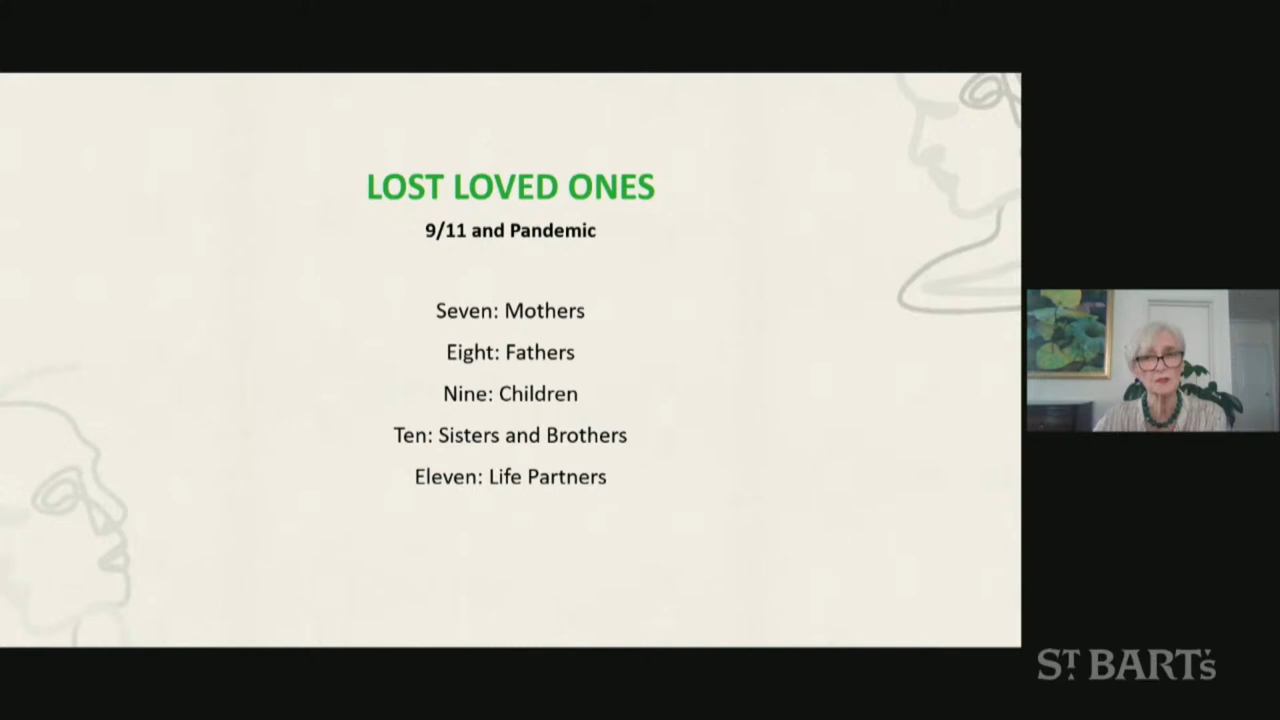 LOST LOVED ONES
9/11 and Pandemic
Seven: Mothers
Eight: Fathers
Nine: Children
Ten: Sisters and Brothers
Eleven: Life Partners
ST BART'S